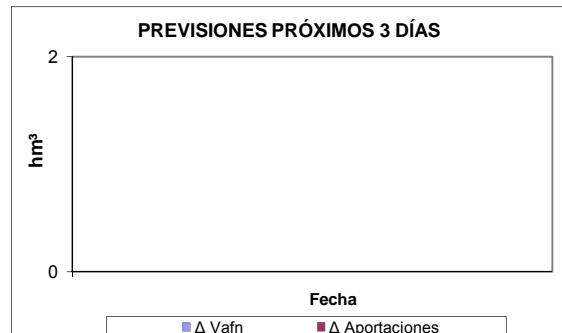 PREVISIONES PRÓXIMOS 3 DÍAS
2
hm³
0
Fecha
Δ Vafn Δ Aportaciones